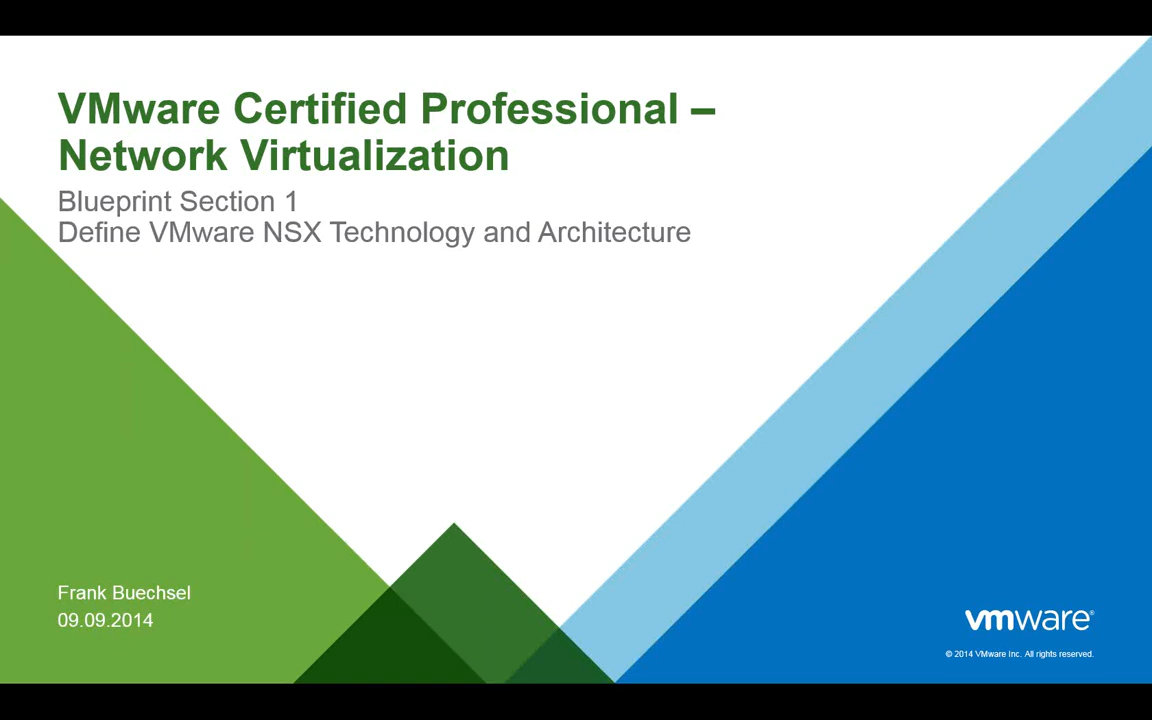 VMware Certified Professional –
Network Virtualization
Blueprint Section 1
Define VMware NSX Technology and Architecture
Frank Buechsel
09.09.2014
vmware®
© 2014 VMware Inc. All rights reserved.